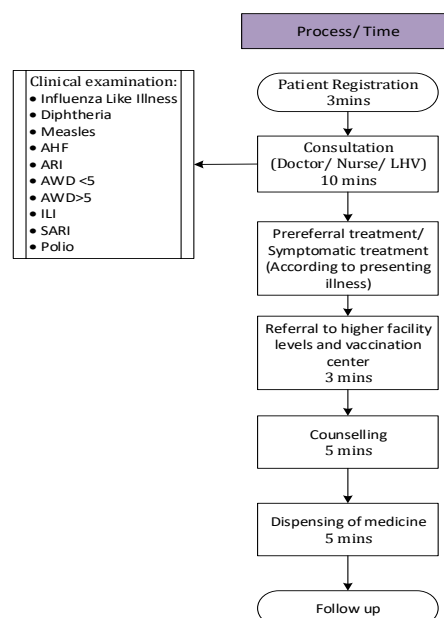 Process/ Time
Patient Registration
3mins
Clinical examination:
• Influenza Like Illness
• Diphtheria
• Measles
• AHF
• ARI
• AWD <5
• AWD>5
• ILI
• SARI
• Polio
Consultation
(Doctor/ Nurse/ LHV)
10 mins
Prereferral treatment/
Symptomatic treatment
(According to presenting
illness)
Referral to higher facility
levels and vaccination
center
3 mins
Counselling
5 mins
Dispensing of medicine
5 mins
Follow up